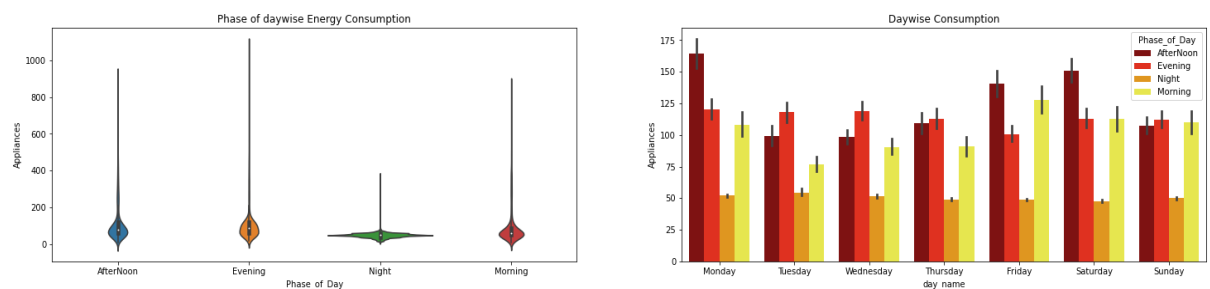 Phase of daywise Energy Consumption
1000
800
600
400
200
0
Appliances
AfterNoon Evening Night Morning
Phase_of_Day
Daywise Consumption
175
150
125
100
75
50
25
0
Appliances
Phase_of_Day
AfterNoon
Evening
Night
Morning
Monday Tuesday Wednesday Thursday Friday Saturday Sunday
day_name